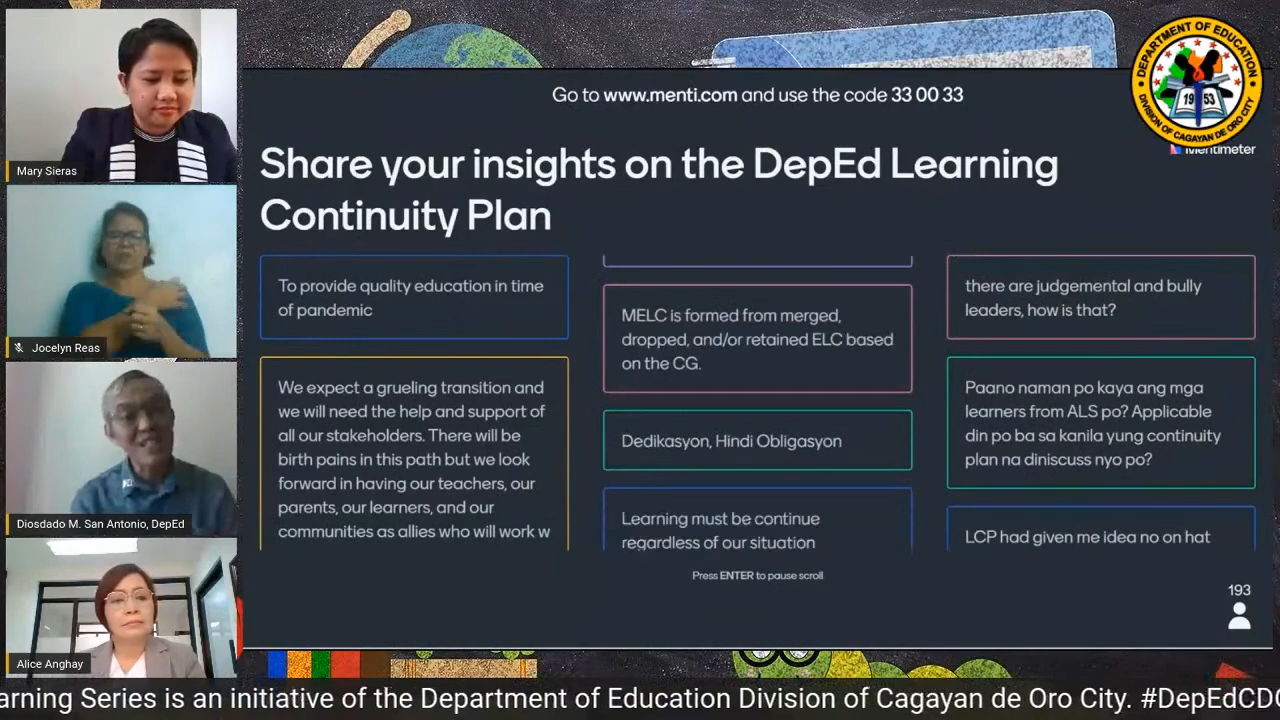 Go to www.menti.com and use the code 33 00 33
DEPARTMENT OF EDUCATION
1953
DIVISION OF CAGAYAN DE ORO CITY
Mentimeter
Share your insights on the DepEd Learning
Continuity Plan
To provide quality education in time
of pandemic
We expect a grueling transition and
we will need the help and support of
all our stakeholders. There will be
birth pains in this path but we look
forward in having our teachers, our
parents, our learners, and our
communities as allies who will work w
MELC is formed from merged,
dropped, and/or retained ELC based
on the CG.
Dedikasyon, Hindi Obligasyon
Learning must be continue
regardless of our situation
there are judgemental and bully
leaders, how is that?
Paano naman po kaya ang mga
learners from ALS po? Applicable
din po ba sa kanila yung continuity
plan na diniscuss nyo po?
LCP had given me idea no on hat
Press ENTER to pause scroll
193
Mary Sieras
Jocelyn Reas
Diosdado M. San Antonio, DepEd
Alice Anghay
arning Series is an initiative of the Department of Education Division of Cagayan de Oro City. #DepEdCDO